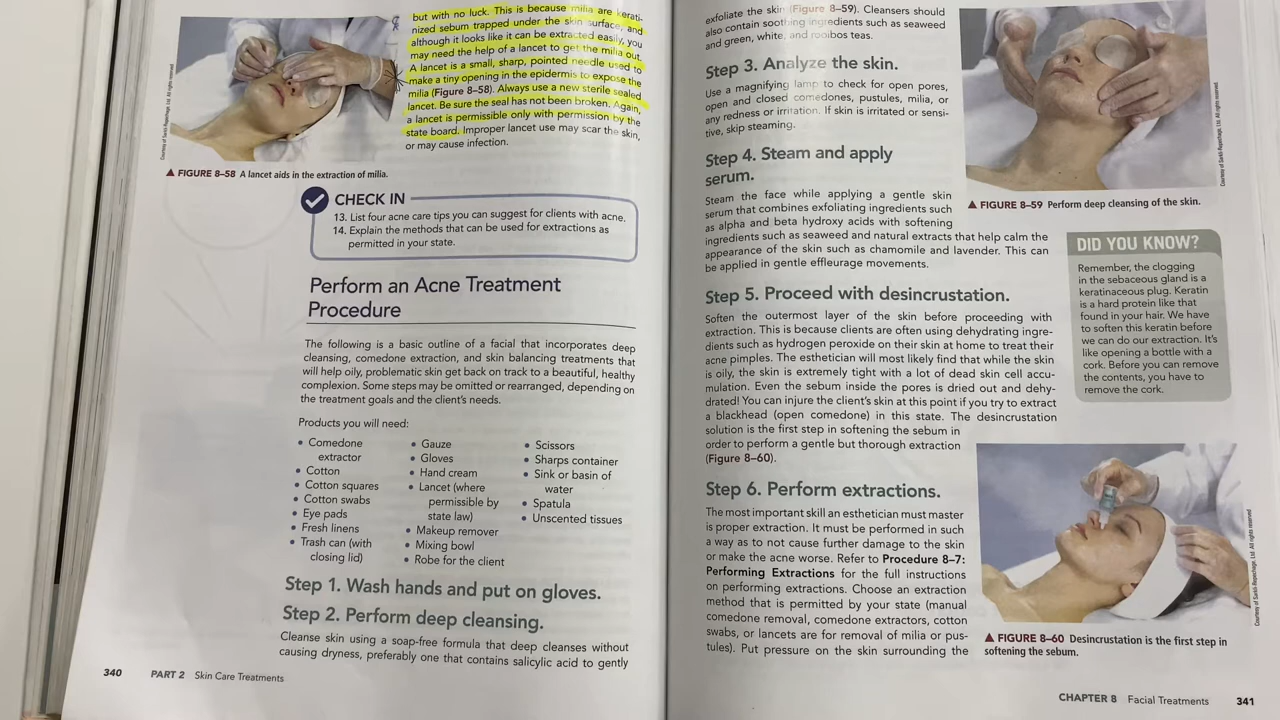 but with no luck. This is because milia are kerati-
nized sebum trapped under the skin surface, and
although it looks like it can be extracted easily, you
may need the help of a lancet to get the milia out.
A lancet is a small, sharp, pointed needle used to
make a tiny opening in the epidermis to expose the
milia (Figure 8–58). Always use a new sterile sealed
lancet. Be sure the seal has not been broken. Again,
a lancet is permissible only with permission by the
state board. Improper lancet use may scar the skin,
or may cause infection.
Courtesy of Sarkli-Repechage, Ltd. All rights reserved.
▲ FIGURE 8–58 A lancet aids in the extraction of milia.
CHECK IN
13. List four acne care tips you can suggest for clients with acne.
14. Explain the methods that can be used for extractions as
permitted in your state.
Perform an Acne Treatment
Procedure
The following is a basic outline of a facial that incorporates deep
cleansing, comedone extraction, and skin balancing treatments that
will help oily, problematic skin get back on track to a beautiful, healthy
complexion. Some steps may be omitted or rearranged, depending on
the treatment goals and the client's needs.
Products you will need:
• Comedone
extractor
• Cotton
• Cotton squares
• Cotton swabs
• Eye pads
• Fresh linens
• Trash can (with
closing lid)
• Gauze
• Gloves
• Hand cream
• Lancet (where
permissible by
state law)
• Makeup remover
• Mixing bowl
• Robe for the client
• Scissors
• Sharps container
• Sink or basin of
water
• Spatula
• Unscented tissues
Step 1. Wash hands and put on gloves.
Step 2. Perform deep cleansing.
Cleanse skin using a soap-free formula that deep cleanses without
causing dryness, preferably one that contains salicylic acid to gently
340 PART 2 Skin Care Treatments
exfoliate the skin (Figure 8–59). Cleansers should
also contain soothing ingredients such as seaweed
and green, white, and rooibos teas.
Step 3. Analyze the skin.
Use a magnifying lamp to check for open pores,
open and closed comedones, pustules, milia, or
any redness or irritation. If skin is irritated or sensi-
tive, skip steaming.
Step 4. Steam and apply
serum.
Steam the face while applying a gentle skin
serum that combines exfoliating ingredients such
as alpha and beta hydroxy acids with softening
ingredients such as seaweed and natural extracts that help calm the
appearance of the skin such as chamomile and lavender. This can
be applied in gentle effleurage movements.
Step 5. Proceed with desincrustation.
Soften the outermost layer of the skin before proceeding with
extraction. This is because clients are often using dehydrating ingre-
dients such as hydrogen peroxide on their skin at home to treat their
acne pimples. The esthetician will most likely find that while the skin
is oily, the skin is extremely tight with a lot of dead skin cell accu-
mulation. Even the sebum inside the pores is dried out and dehy-
drated! You can injure the client's skin at this point if you try to extract
a blackhead (open comedone) in this state. The desincrustation
solution is the first step in softening the sebum in
order to perform a gentle but thorough extraction
(Figure 8–60).
Step 6. Perform extractions.
The most important skill an esthetician must master
is proper extraction. It must be performed in such
a way as to not cause further damage to the skin
or make the acne worse. Refer to Procedure 8–7:
Performing Extractions for the full instructions
on performing extractions. Choose an extraction
method that is permitted by your state (manual
comedone removal, comedone extractors, cotton
swabs, or lancets are for removal of milia or pus-
tules). Put pressure on the skin surrounding the
Courtesy of Sarkli-Repechage, Ltd. All rights reserved.
▲ FIGURE 8–59 Perform deep cleansing of the skin.
DID YOU KNOW?
Remember, the clogging
in the sebaceous gland is a
keratinaceous plug. Keratin
is a hard protein like that
found in your hair. We have
to soften this keratin before
we can do our extraction. It's
like opening a bottle with a
cork. Before you can remove
the contents, you have to
remove the cork.
Courtesy of Sarkli-Repechage, Ltd. All rights reserved.
▲ FIGURE 8–60 Desincrustation is the first step in
softening the sebum.
CHAPTER 8 Facial Treatments 341